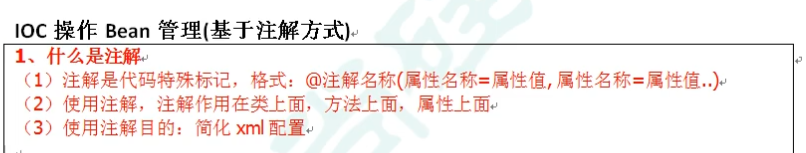 IOC 操作 Bean 管理(基于注解方式)
1、什么是注解
（1）注解是代码特殊标记，格式：@注解名称(属性名称=属性值, 属性名称=属性值..)
（2）使用注解，注解作用在类上面，方法上面，属性上面
（3）使用注解目的：简化 xml 配置